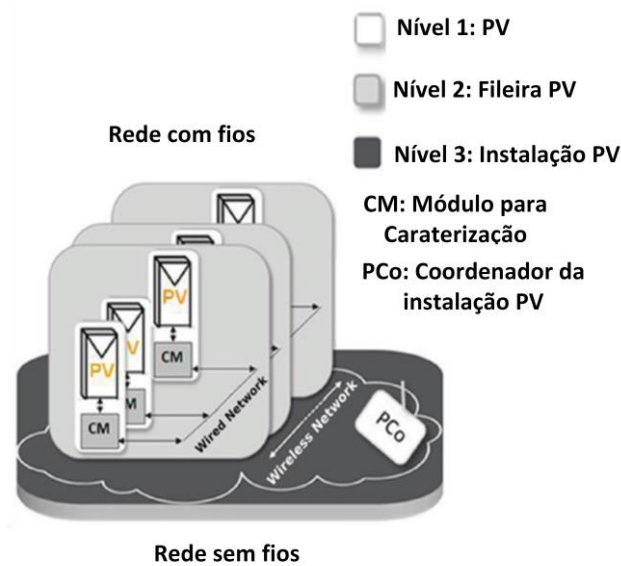 Nível 1: PV
Nível 2: Fileira PV
Rede com fios
Nível 3: Instalação PV
CM: Módulo para
Caraterização
PCo: Coordenador da
instalação PV
PV
CM
PV
V
M
CM
Wired Network
Wireless Network
PCo
Rede sem fios